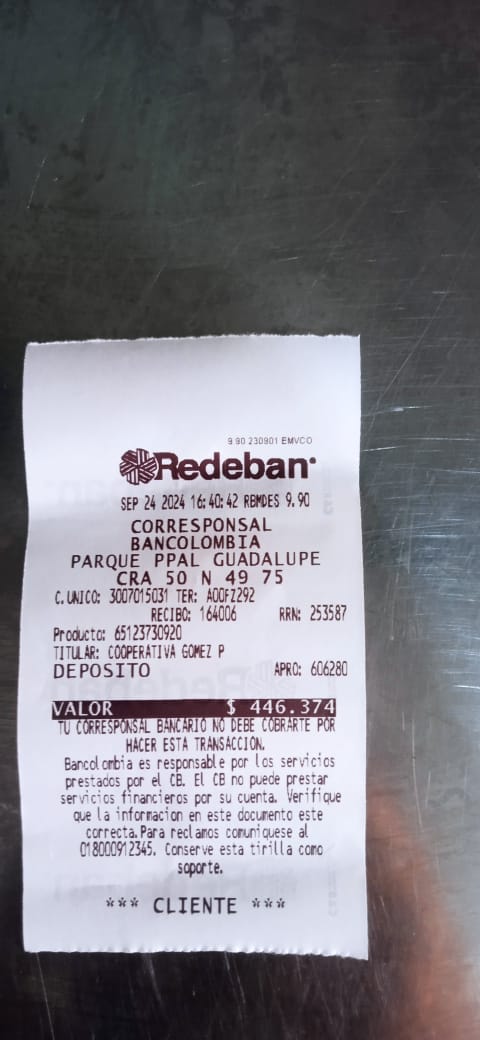 9.90 230901 EMVCO
Redeban
SEP 24 2024 16:40:42 RBMDES 9.90
CORRESPONSAL
BANCOLOMBIA
PARQUE PPAL GUADALUPE
CRA 50 N 49 75
C.UNICO: 3007015031 TER: A00FZ292
RECIBO: 164006 RRN: 253587
Producto: 65123730920
TITULAR: COOPERATIVA GOMEZ P
DEPOSITO APRO: 606280
VALOR $ 446.374
TU CORRESPONSAL BANCARIO NO DEBE COBRARTE POR
HACER ESTA TRANSACCION.
Bancolombia es responsable por los servicios
prestados por el CB. El CB no puede prestar
servicios financieros por su cuenta. Verifique
que la informacion en este documento este
correcta.Para reclamos comuniquese al
018000912345. Conserve esta tirilla como
soporte.
*** CLIENTE ***